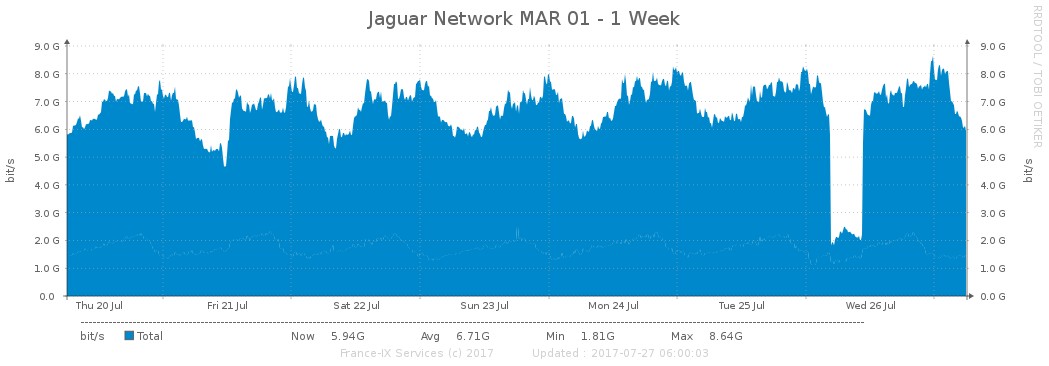 Jaguar Network MAR 01 - 1 Week
RRDTOOL / TOBI OETIKER
9.0 G 9.0 G
8.0 G 8.0 G
7.0 G 7.0 G
6.0 G 6.0 G
5.0 G 5.0 G
4.0 G 4.0 G
3.0 G 3.0 G
2.0 G 2.0 G
1.0 G 1.0 G
0.0 0.0 G
bit/s
bit/s
Thu 20 Jul Fri 21 Jul Sat 22 Jul Sun 23 Jul Mon 24 Jul Tue 25 Jul Wed 26 Jul
bit/s Total Now 5.94G Avg 6.71G Min 1.81G Max 8.64G
France-IX Services (c) 2017 Updated : 2017-07-27 06:00:03